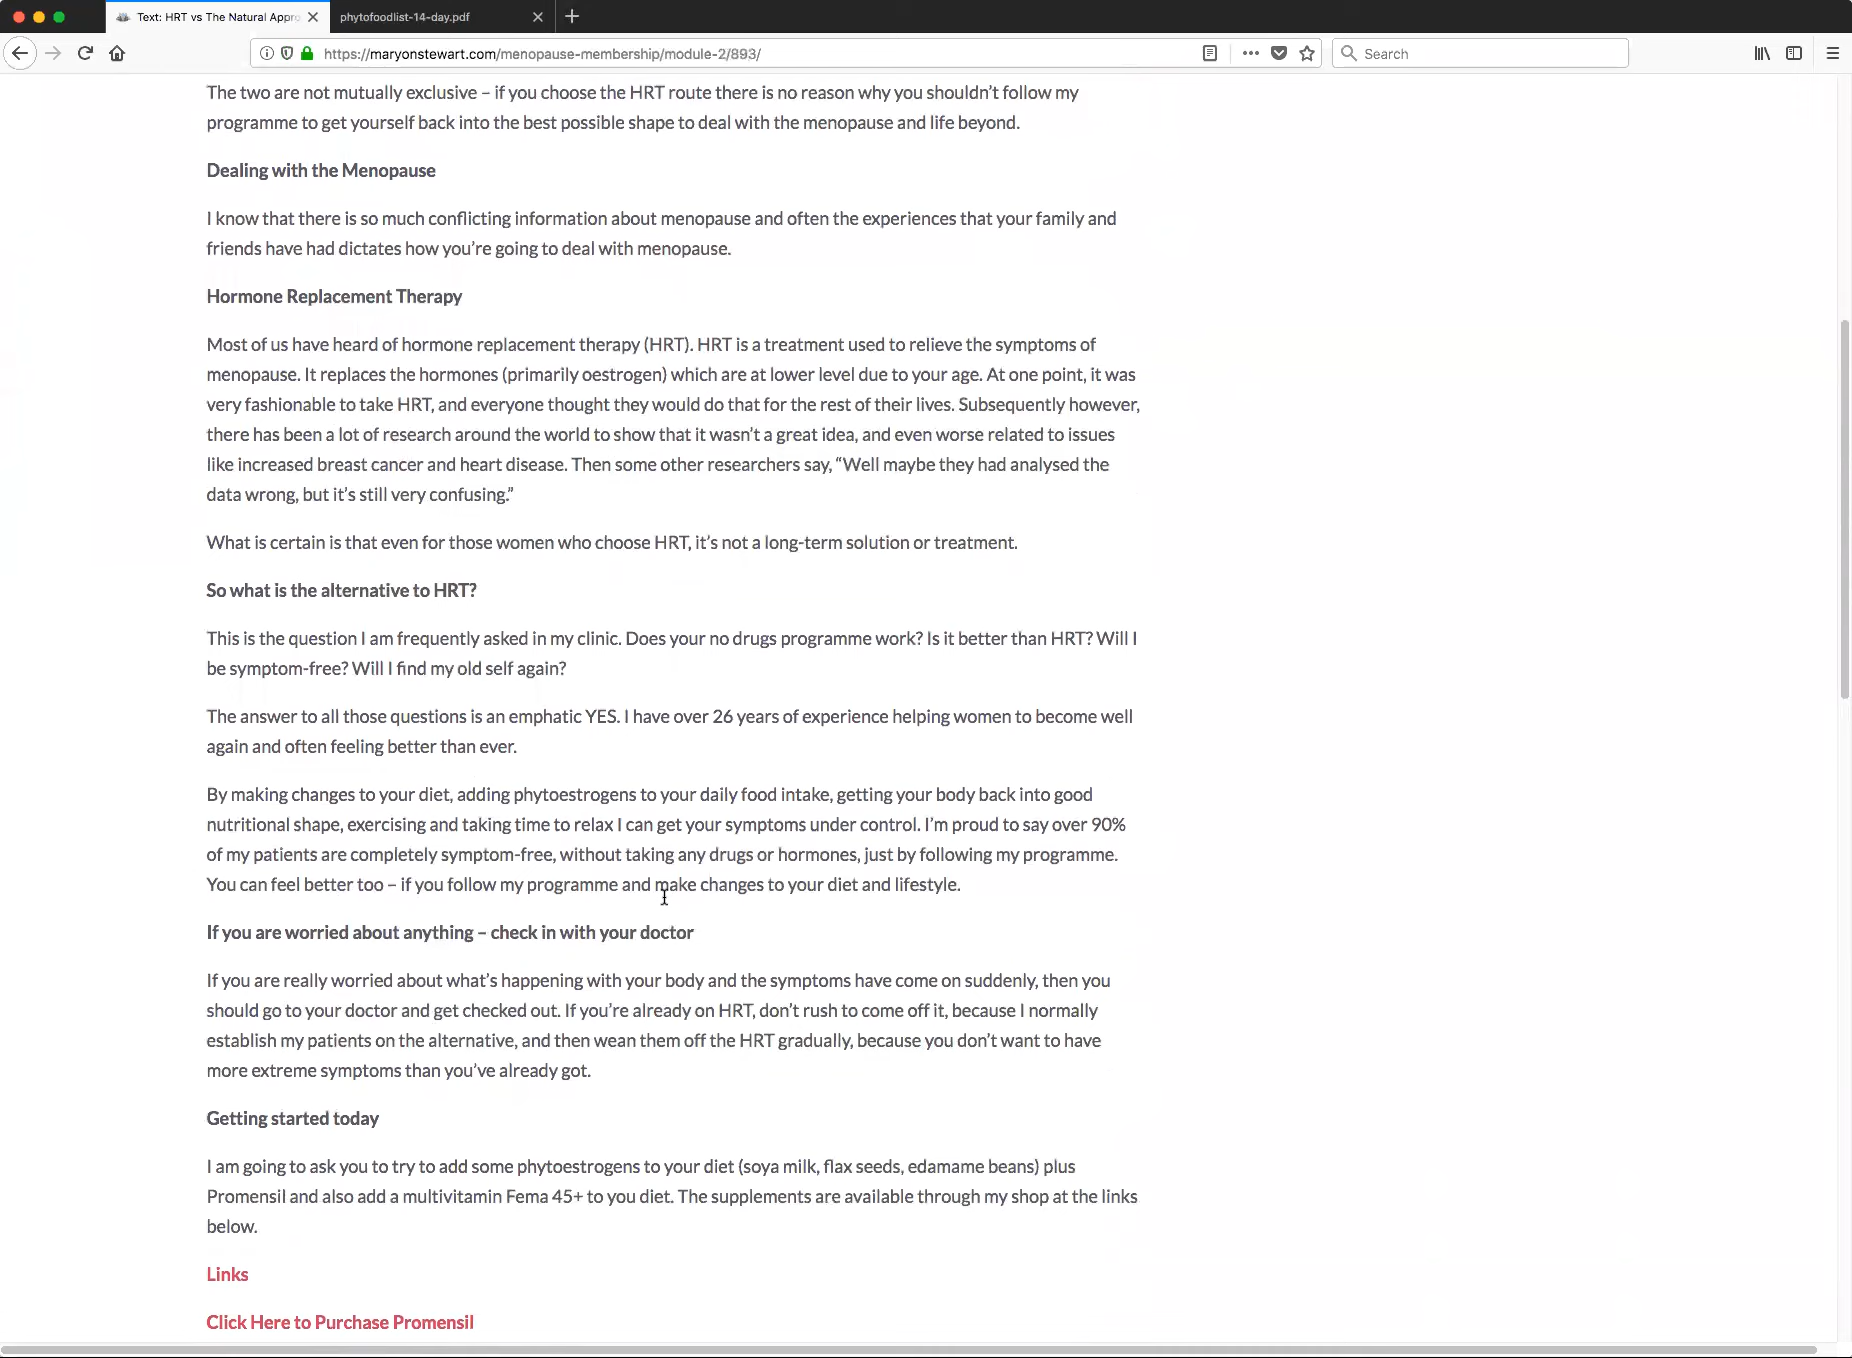 Text: HRT vs The Natural Appro
phytofoodlist-14-day.pdf
https://maryonstewart.com/menopause-membership/module-2/893/
Search
The two are not mutually exclusive – if you choose the HRT route there is no reason why you shouldn’t follow my
programme to get yourself back into the best possible shape to deal with the menopause and life beyond.
Dealing with the Menopause
I know that there is so much conflicting information about menopause and often the experiences that your family and
friends have had dictates how you’re going to deal with menopause.
Hormone Replacement Therapy
Most of us have heard of hormone replacement therapy (HRT). HRT is a treatment used to relieve the symptoms of
menopause. It replaces the hormones (primarily oestrogen) which are at lower level due to your age. At one point, it was
very fashionable to take HRT, and everyone thought they would do that for the rest of their lives. Subsequently however,
there has been a lot of research around the world to show that it wasn’t a great idea, and even worse related to issues
like increased breast cancer and heart disease. Then some other researchers say, “Well maybe they had analysed the
data wrong, but it’s still very confusing.”
What is certain is that even for those women who choose HRT, it’s not a long-term solution or treatment.
So what is the alternative to HRT?
This is the question I am frequently asked in my clinic. Does your no drugs programme work? Is it better than HRT? Will I
be symptom-free? Will I find my old self again?
The answer to all those questions is an emphatic YES. I have over 26 years of experience helping women to become well
again and often feeling better than ever.
By making changes to your diet, adding phytoestrogens to your daily food intake, getting your body back into good
nutritional shape, exercising and taking time to relax I can get your symptoms under control. I’m proud to say over 90%
of my patients are completely symptom-free, without taking any drugs or hormones, just by following my programme.
You can feel better too – if you follow my programme and make changes to your diet and lifestyle.
If you are worried about anything – check in with your doctor
If you are really worried about what’s happening with your body and the symptoms have come on suddenly, then you
should go to your doctor and get checked out. If you’re already on HRT, don’t rush to come off it, because I normally
establish my patients on the alternative, and then wean them off the HRT gradually, because you don’t want to have
more extreme symptoms than you’ve already got.
Getting started today
I am going to ask you to try to add some phytoestrogens to your diet (soya milk, flax seeds, edamame beans) plus
Promensil and also add a multivitamin Fema 45+ to you diet. The supplements are available through my shop at the links
below.
Links
Click Here to Purchase Promensil